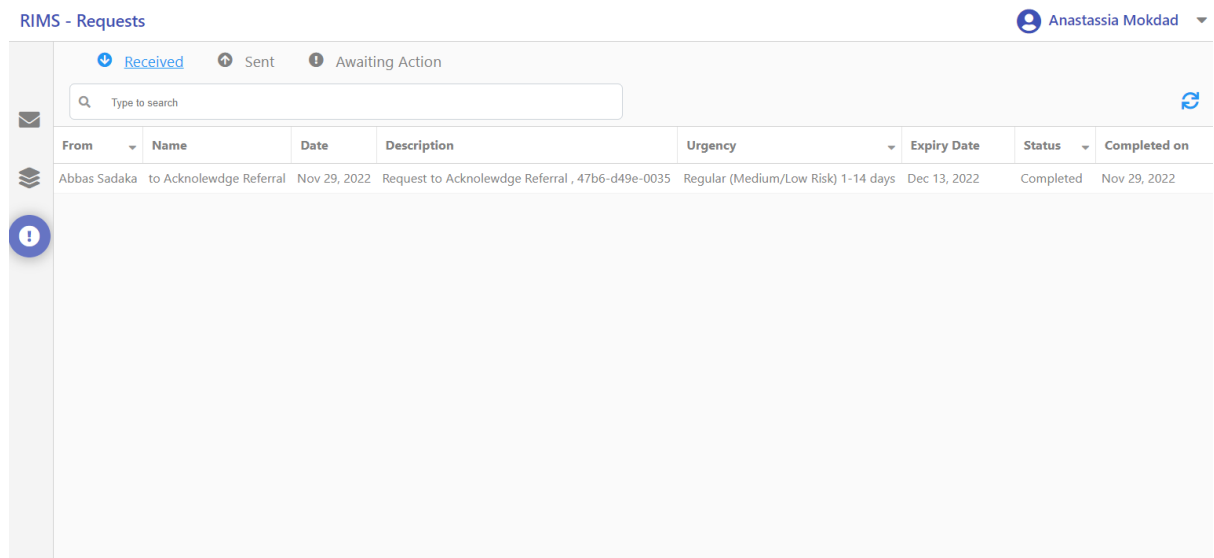 RIMS - Requests
Anastassia Mokdad
Received Sent Awaiting Action
Type to search
From Name Date Description Urgency Expiry Date Status Completed on
Abbas Sadaka to Acknolewdge Referral Nov 29, 2022 Request to Acknolewdge Referral , 47b6-d49e-0035 Regular (Medium/Low Risk) 1-14 days Dec 13, 2022 Completed Nov 29, 2022